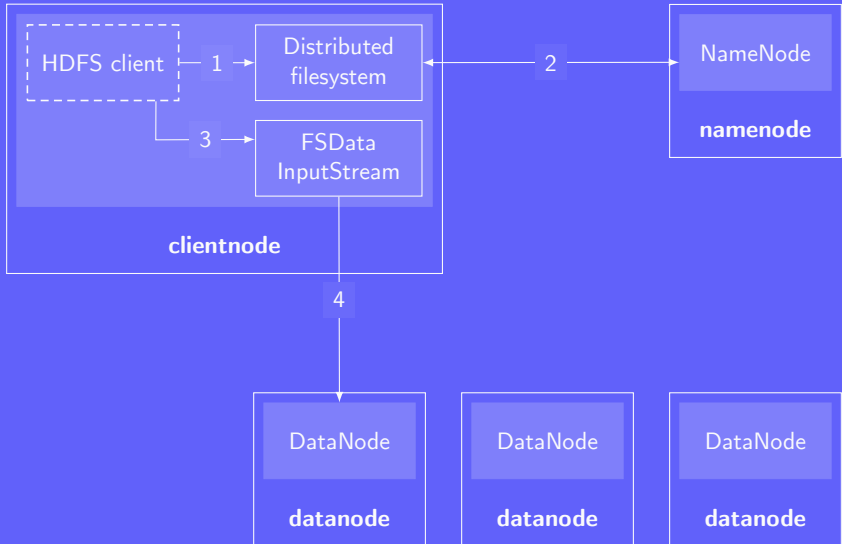 HDFS client
1
Distributed
filesystem
2
NameNode
namenode
3
FSData
InputStream
clientnode
4
DataNode
datanode
DataNode
datanode
DataNode
datanode